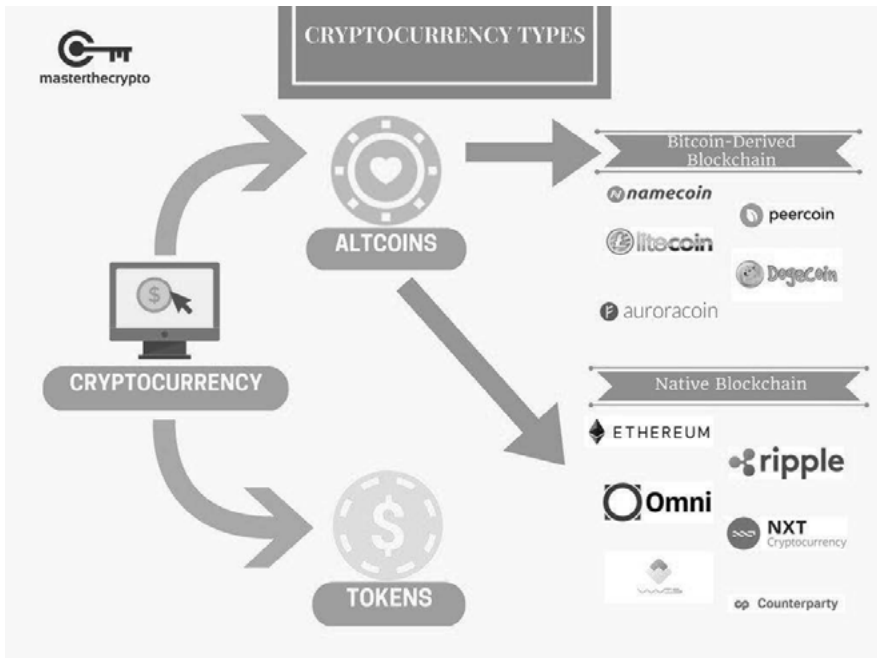 CRYPTOCURRENCY TYPES
masterthecrypto
ALTCOINS
Bitcoin-Derived
Blockchain
namecoin
peercoin
litecoin
DogeCoin
auroracoin
CRYPTOCURRENCY
Native Blockchain
ETHEREUM
ripple
Omni
NXT
Cryptocurrency
TOKENS
Counterparty